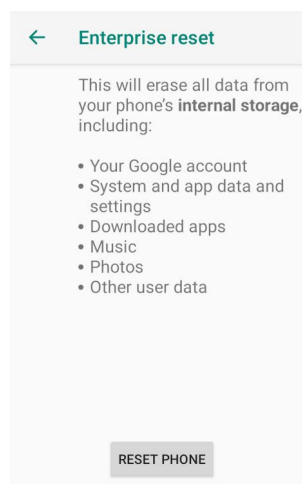 Enterprise reset
This will erase all data from
your phone's internal storage,
including:
• Your Google account
• System and app data and
settings
• Downloaded apps
• Music
• Photos
• Other user data
RESET PHONE